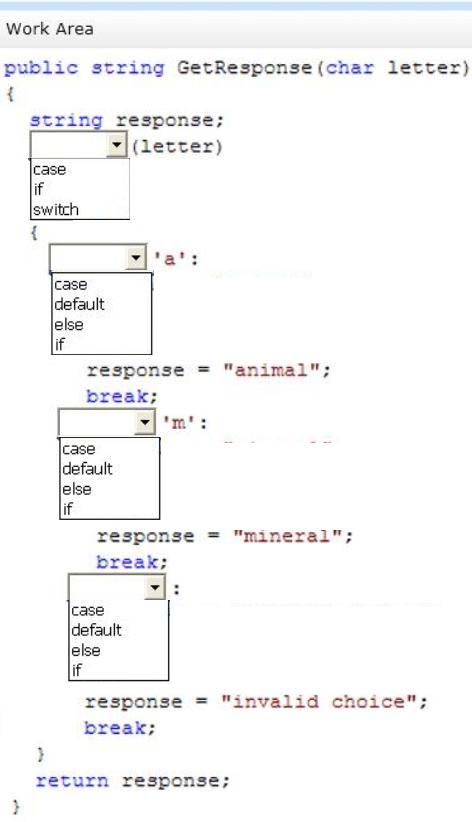 Work Area
public string GetResponse(char letter)
{
string response;
(letter)
case
if
switch
{
'a':
case
default
else
if
response = "animal";
break;
'm':
case
default
else
if
response = "mineral";
break;
:
case
default
else
if
response = "invalid choice";
break;
}
return response;
}